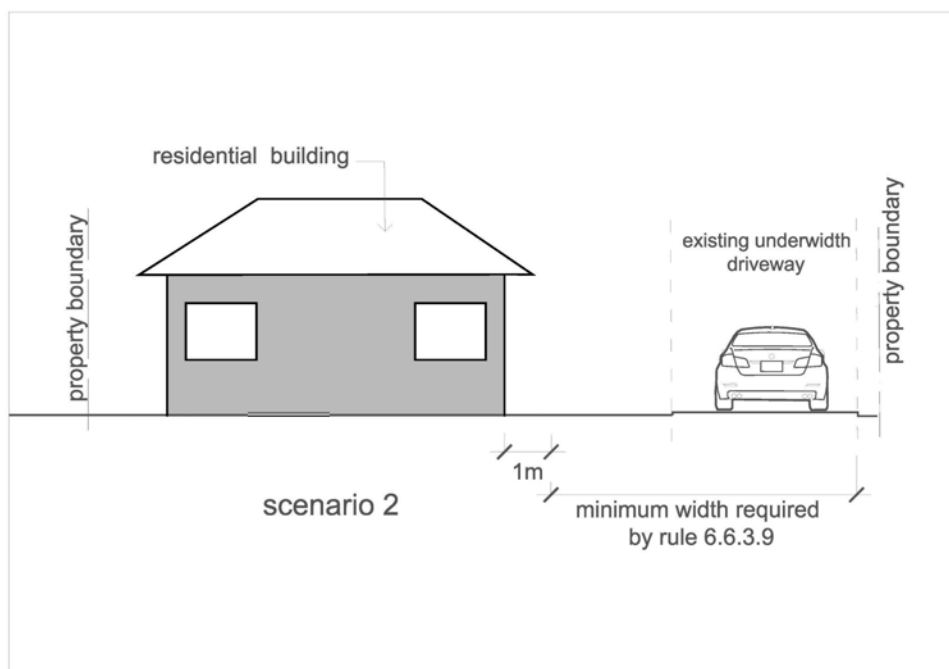 residential building
property boundary
existing underwidth
driveway
property boundary
1m
scenario 2
minimum width required
by rule 6.6.3.9